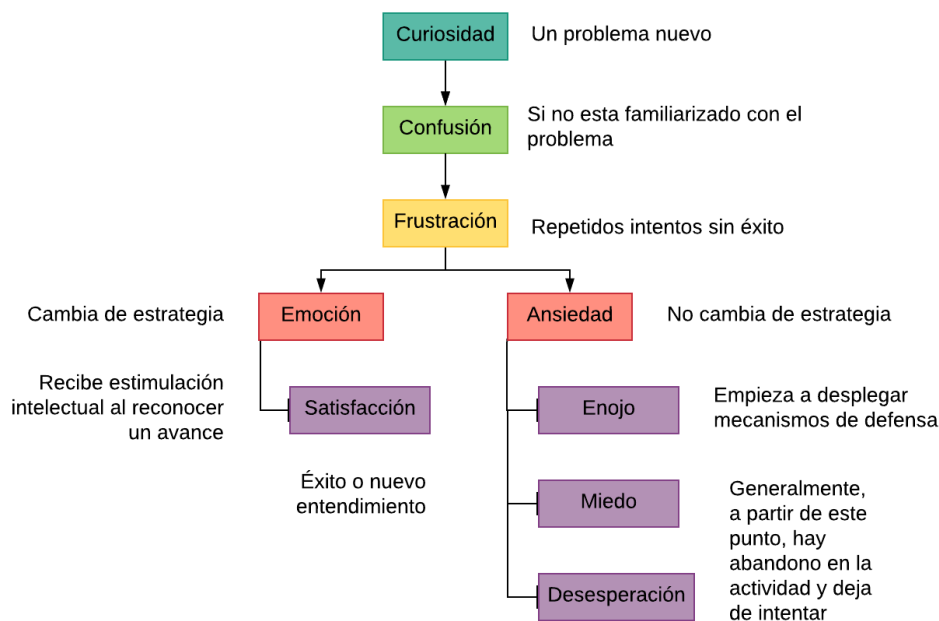 Curiosidad
Un problema nuevo
Confusión
Si no esta familiarizado con el
problema
Frustración
Repetidos intentos sin éxito
Cambia de estrategia
Emoción
Ansiedad
No cambia de estrategia
Recibe estimulación
intelectual al reconocer
un avance
Satisfacción
Éxito o nuevo
entendimiento
Enojo
Empieza a desplegar
mecanismos de defensa
Miedo
Generalmente,
a partir de este
punto, hay
abandono en la
actividad y deja
de intentar
Desesperación